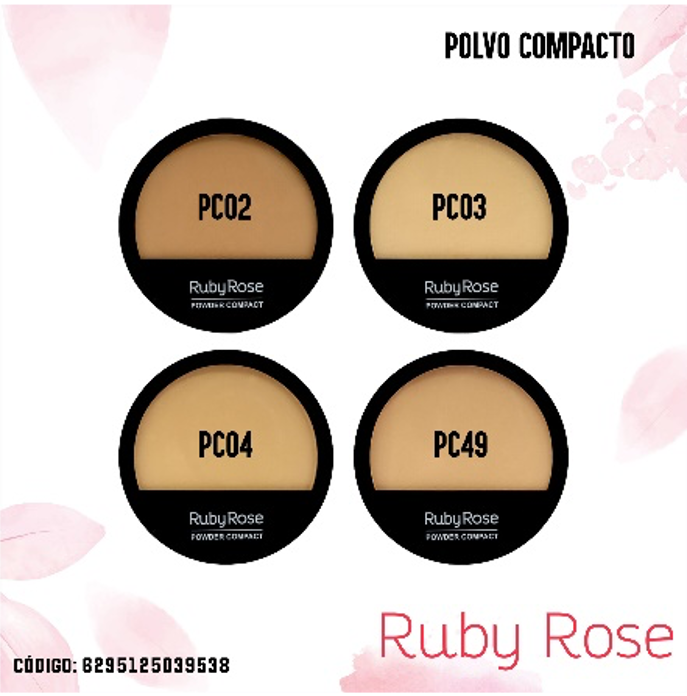 POLVO COMPACTO
PC02
PC03
RubyRose
POWDER COMPACT
RubyRose
POWDER COMPACT
PC04
PC49
RubyRose
POWDER COMPACT
RubyRose
POWDER COMPACT
Ruby Rose
CÓDIGO: 6295125039538